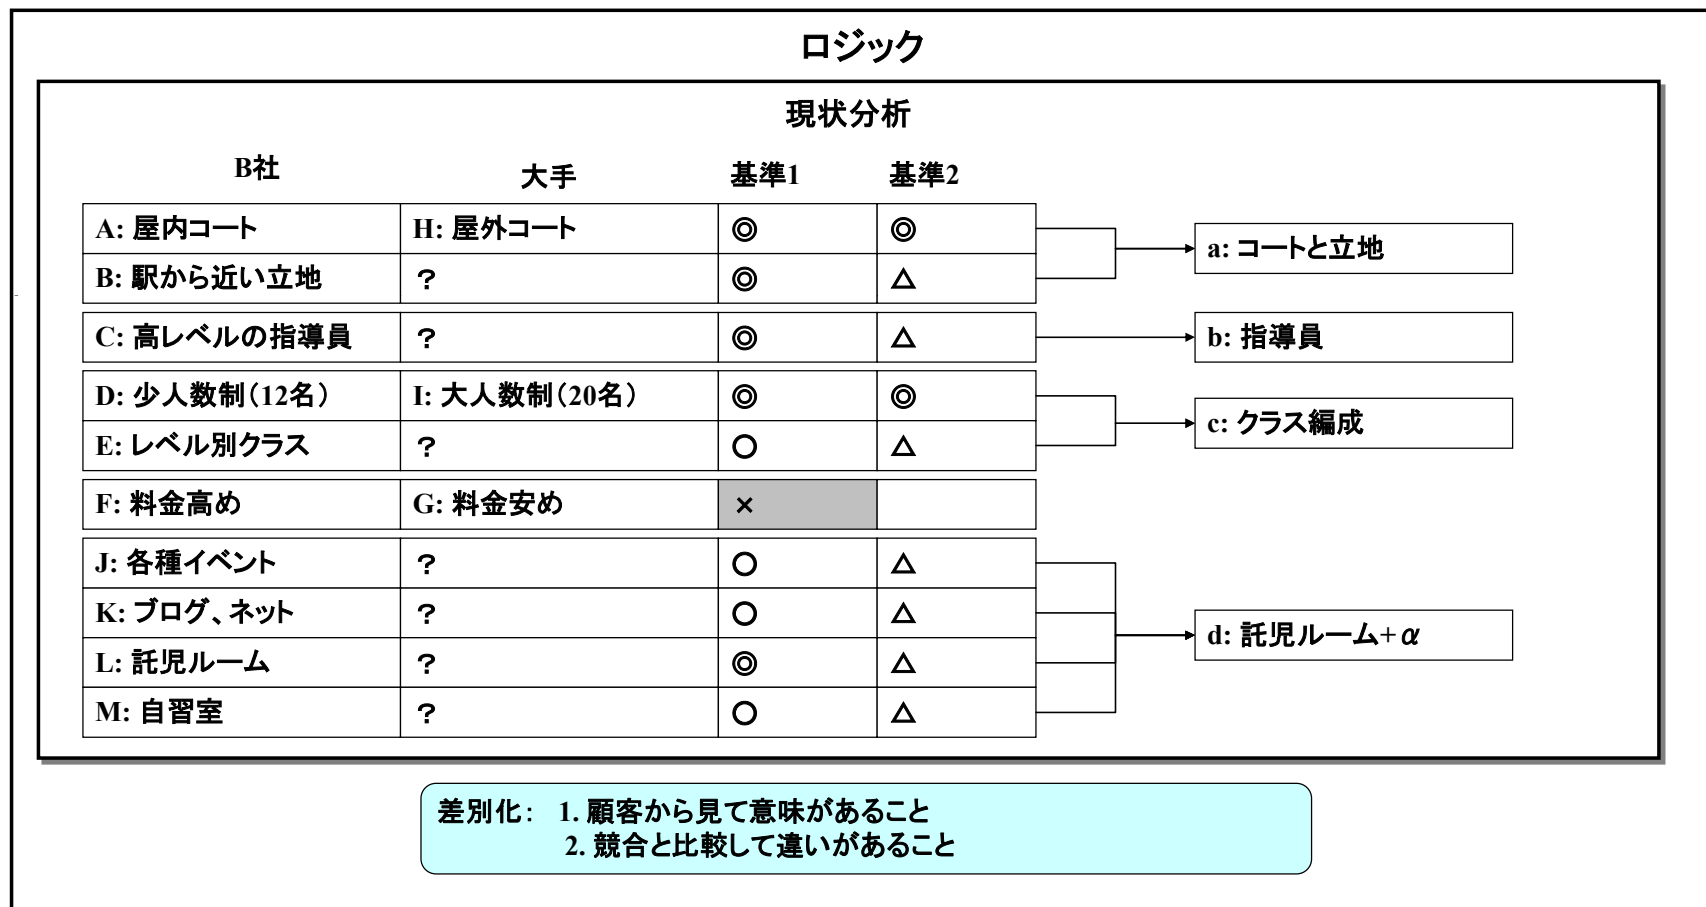 ロジック
現状分析
B社 大手 基準1 基準2
A: 屋内コート H: 屋外コート ◎ ◎
a: コートと立地
B: 駅から近い立地 ? ◎ △
C: 高レベルの指導員 ? ◎ △ b: 指導員
D: 少人数制(12名) I: 大人数制(20名) ◎ ◎
c: クラス編成
E: レベル別クラス ? ○ △
F: 料金高め G: 料金安め ×
J: 各種イベント ? ○ △
K: ブログ、ネット ? ○ △
d: 託児ルーム+α
L: 託児ルーム ? ◎ △
M: 自習室 ? ○ △
差別化: 1. 顧客から見て意味があること
2. 競合と比較して違いがあること